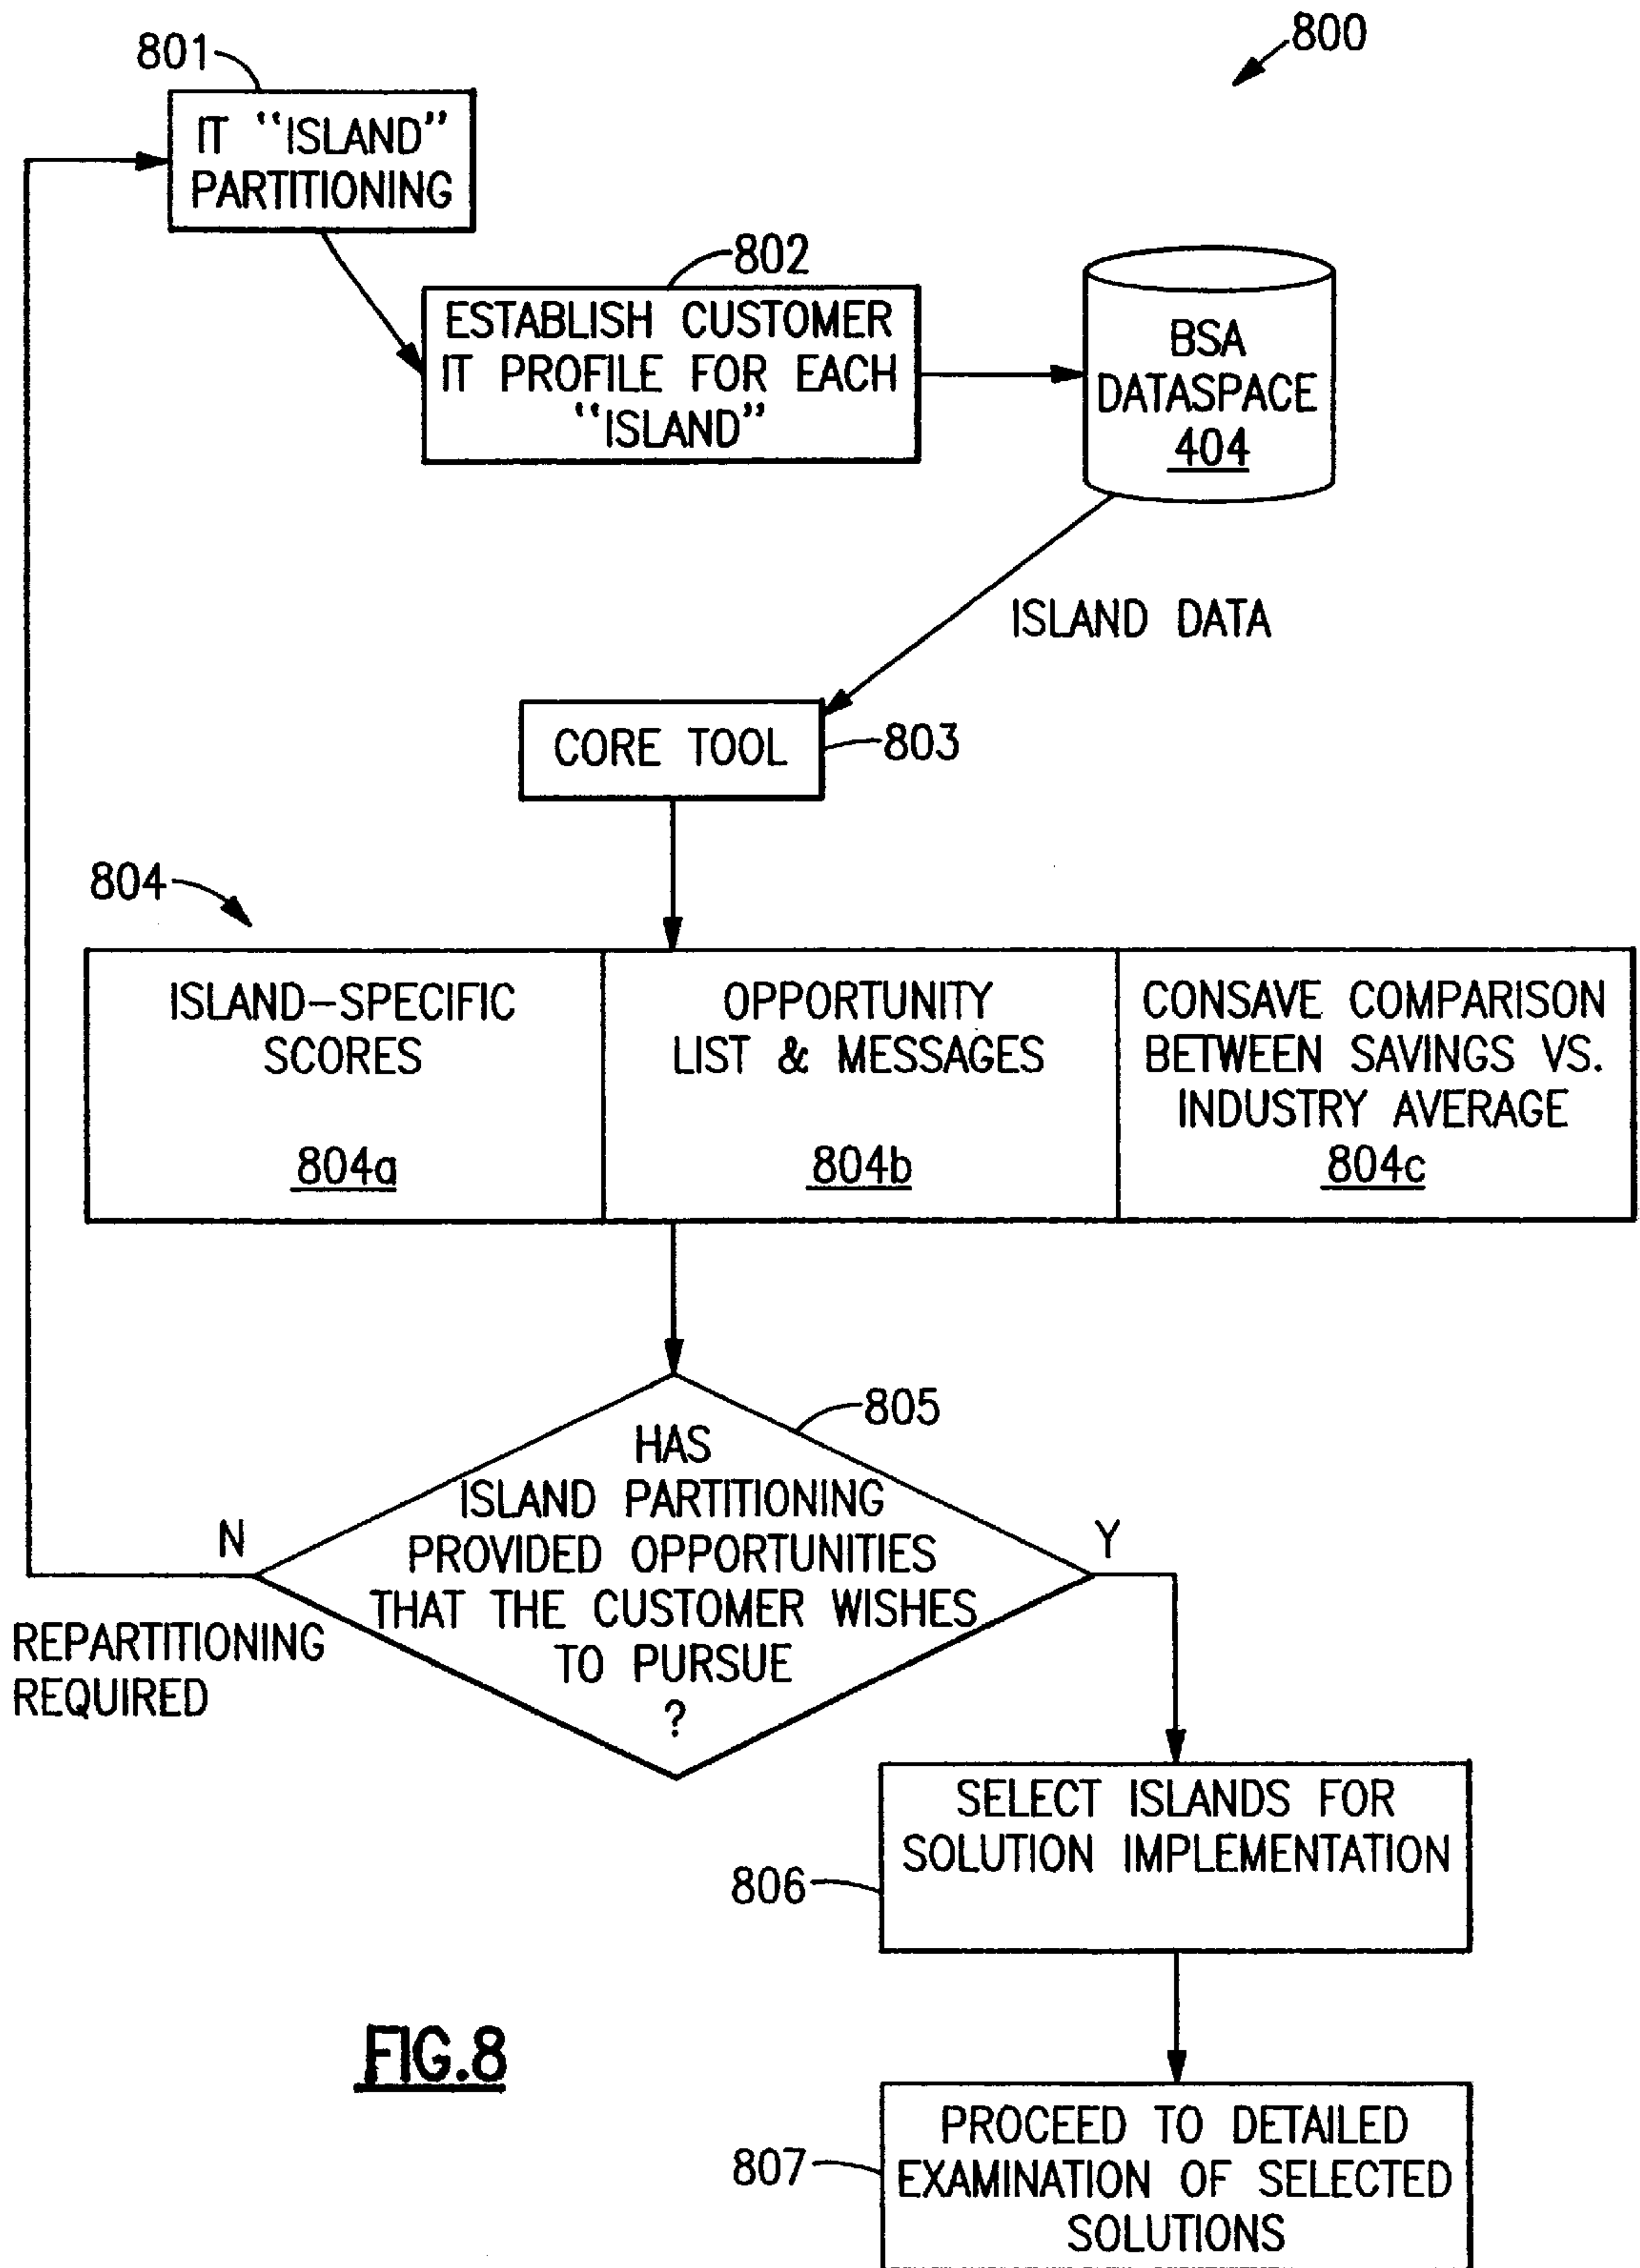 800
801
IT "ISLAND"
PARTITIONING
802
ESTABLISH CUSTOMER
IT PROFILE FOR EACH
"ISLAND"
BSA
DATASPACE
404
ISLAND DATA
CORE TOOL
803
804
ISLAND-SPECIFIC
SCORES
804a
OPPORTUNITY
LIST & MESSAGES
804b
CONSAVE COMPARISON
BETWEEN SAVINGS VS.
INDUSTRY AVERAGE
804c
805
HAS
ISLAND PARTITIONING
PROVIDED OPPORTUNITIES
THAT THE CUSTOMER WISHES
TO PURSUE
?
N
Y
REPARTITIONING
REQUIRED
SELECT ISLANDS FOR
SOLUTION IMPLEMENTATION
806
PROCEED TO DETAILED
EXAMINATION OF SELECTED
SOLUTIONS
807
FIG.8